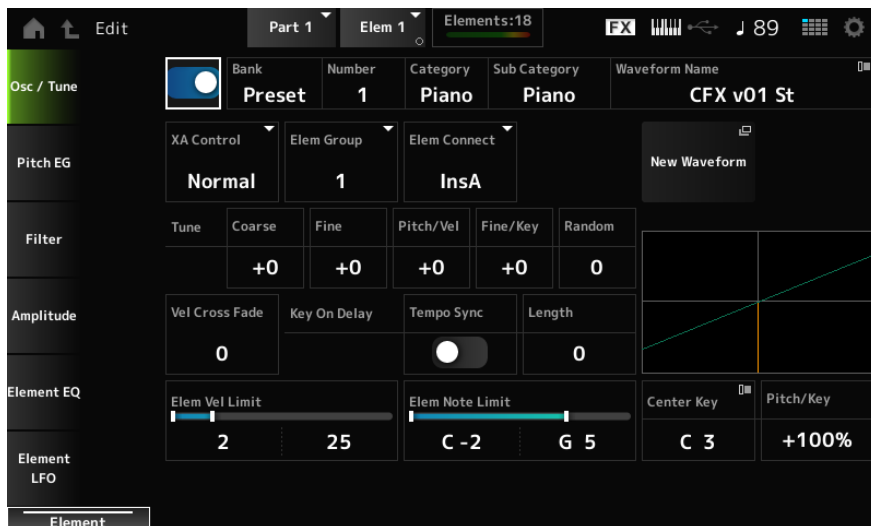 Edit Part 1 Elem 1 Elements:18 FX ♩ 89
Osc / Tune
Bank Number Category Sub Category Waveform Name
Preset 1 Piano Piano CFX v01 St
Pitch EG
XA Control Elem Group Elem Connect
Normal 1 InsA
New Waveform
Filter
Tune Coarse Fine Pitch/Vel Fine/Key Random
+0 +0 +0 +0 0
Amplitude
Vel Cross Fade Key On Delay Tempo Sync Length
0 0
Element EQ
Elem Vel Limit Elem Note Limit Center Key Pitch/Key
2 25 C -2 G 5 C 3 +100%
Element
LFO
Element